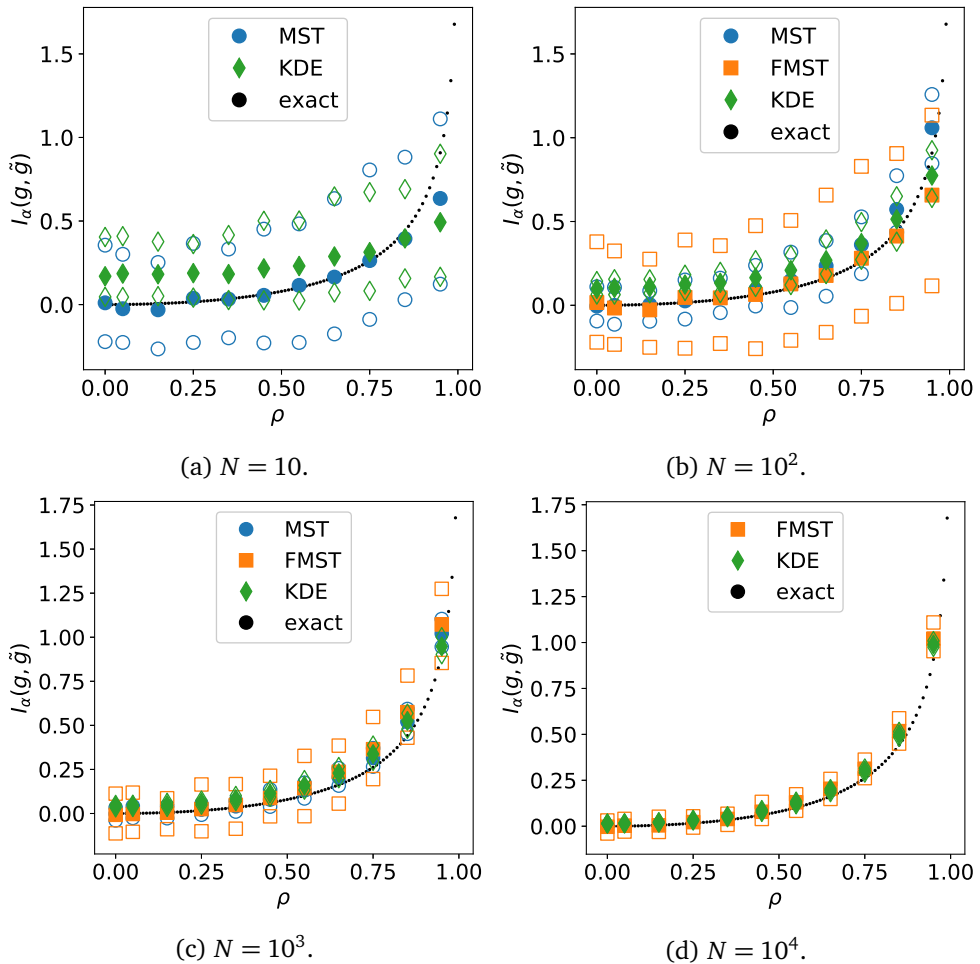 MST
KDE
exact
1.5
1.0
0.5
0.0
I_α(g, g̃)
0.00 0.25 0.50 0.75 1.00
ρ
(a) N = 10.
MST
FMST
KDE
exact
1.5
1.0
0.5
0.0
I_α(g, g̃)
0.00 0.25 0.50 0.75 1.00
ρ
(b) N = 10².
MST
FMST
KDE
exact
1.75
1.50
1.25
1.00
0.75
0.50
0.25
0.00
I_α(g, g̃)
0.00 0.25 0.50 0.75 1.00
ρ
(c) N = 10³.
FMST
KDE
exact
1.75
1.50
1.25
1.00
0.75
0.50
0.25
0.00
I_α(g, g̃)
0.00 0.25 0.50 0.75 1.00
ρ
(d) N = 10⁴.